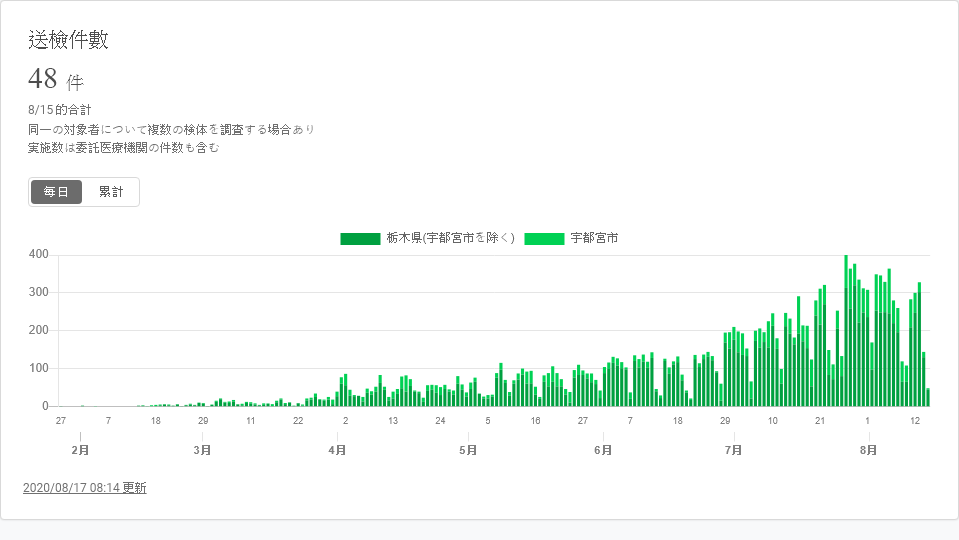 送檢件數
48 件
8/15的合計
同一の対象者について複数の検体を調査する場合あり
実施数は委託医療機関の件数も含む
毎日 累計
栃木県(宇都宮市を除く) 宇都宮市
400
300
200
100
0
27 7 18 29 11 22 2 13 24 5 16 27 7 18 29 10 21 1 12
2月 3月 4月 5月 6月 7月 8月
2020/08/17 08:14 更新